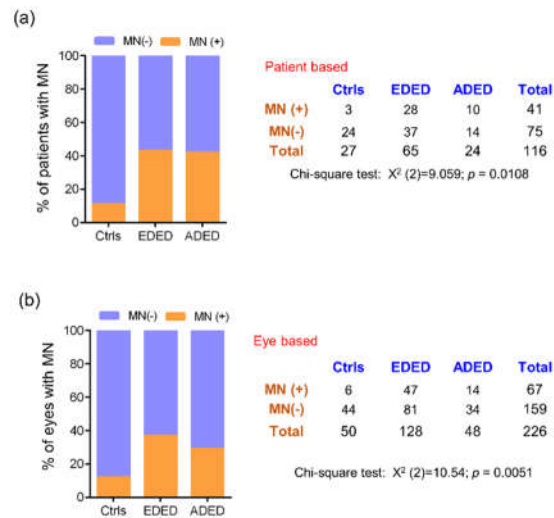 (a)
MN(-) MN (+)
% of patients with MN
100
80
60
40
20
0
Ctrls EDED ADED
Patient based
Ctrls EDED ADED Total
MN (+) 3 28 10 41
MN(-) 24 37 14 75
Total 27 65 24 116
Chi-square test: X² (2)=9.059; p = 0.0108
(b)
MN(-) MN (+)
% of eyes with MN
100
80
60
40
20
0
Ctrls EDED ADED
Eye based
Ctrls EDED ADED Total
MN (+) 6 47 14 67
MN(-) 44 81 34 159
Total 50 128 48 226
Chi-square test: X² (2)=10.54; p = 0.0051